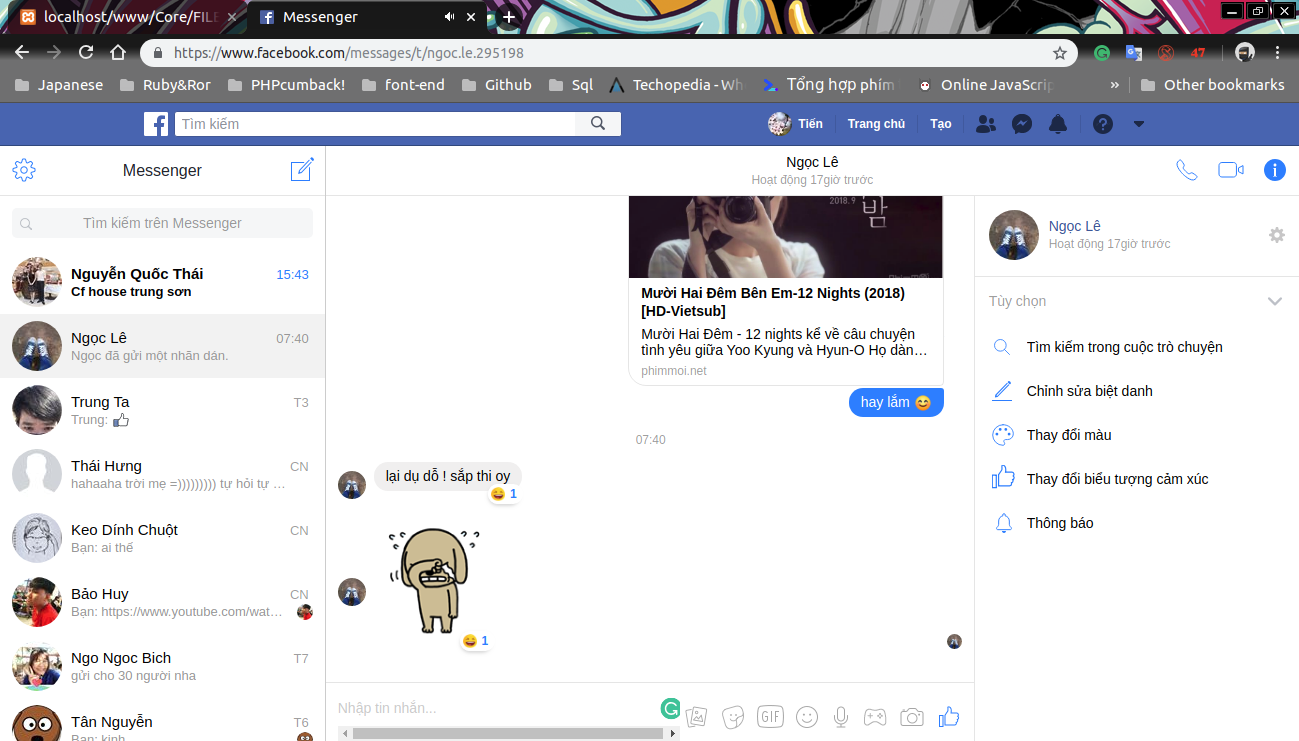 localhost/www/Core/FILE
Messenger
https://www.facebook.com/messages/t/ngoc.le.295198
47
Japanese
Ruby&Ror
PHPcumback!
font-end
Github
Sql
Techopedia - Wh
Tổng hợp phím
Online JavaScrip
»
Other bookmarks
Tìm kiếm
Tiến
Trang chủ
Tạo
Messenger
Tìm kiếm trên Messenger
Nguyễn Quốc Thái
15:43
Cf house trung sơn
Ngọc Lê
07:40
Ngọc đã gửi một nhãn dán.
Trung Ta
T3
Trung:
Thái Hưng
CN
hahaaha trời mẹ =))))))))) tự hỏi tự …
Keo Dính Chuột
CN
Bạn: ai thế
Bảo Huy
CN
Bạn: https://www.youtube.com/wat…
Ngo Ngoc Bich
T7
gửi cho 30 người nha
Tân Nguyễn
T6
Bạn: kinh
Ngọc Lê
Hoạt động 17giờ trước
2018.9
밤
Mười Hai Đêm Bên Em-12 Nights (2018)
[HD-Vietsub]
Mười Hai Đêm - 12 nights kể về câu chuyện
tình yêu giữa Yoo Kyung và Hyun-O Họ dàn…
phimmoi.net
hay lắm 😊
07:40
lại dụ dỗ ! sắp thi oy
😄 1
😄 1
Nhập tin nhắn...
GIF
Ngọc Lê
Hoạt động 17giờ trước
Tùy chọn
Tìm kiếm trong cuộc trò chuyện
Chỉnh sửa biệt danh
Thay đổi màu
Thay đổi biểu tượng cảm xúc
Thông báo